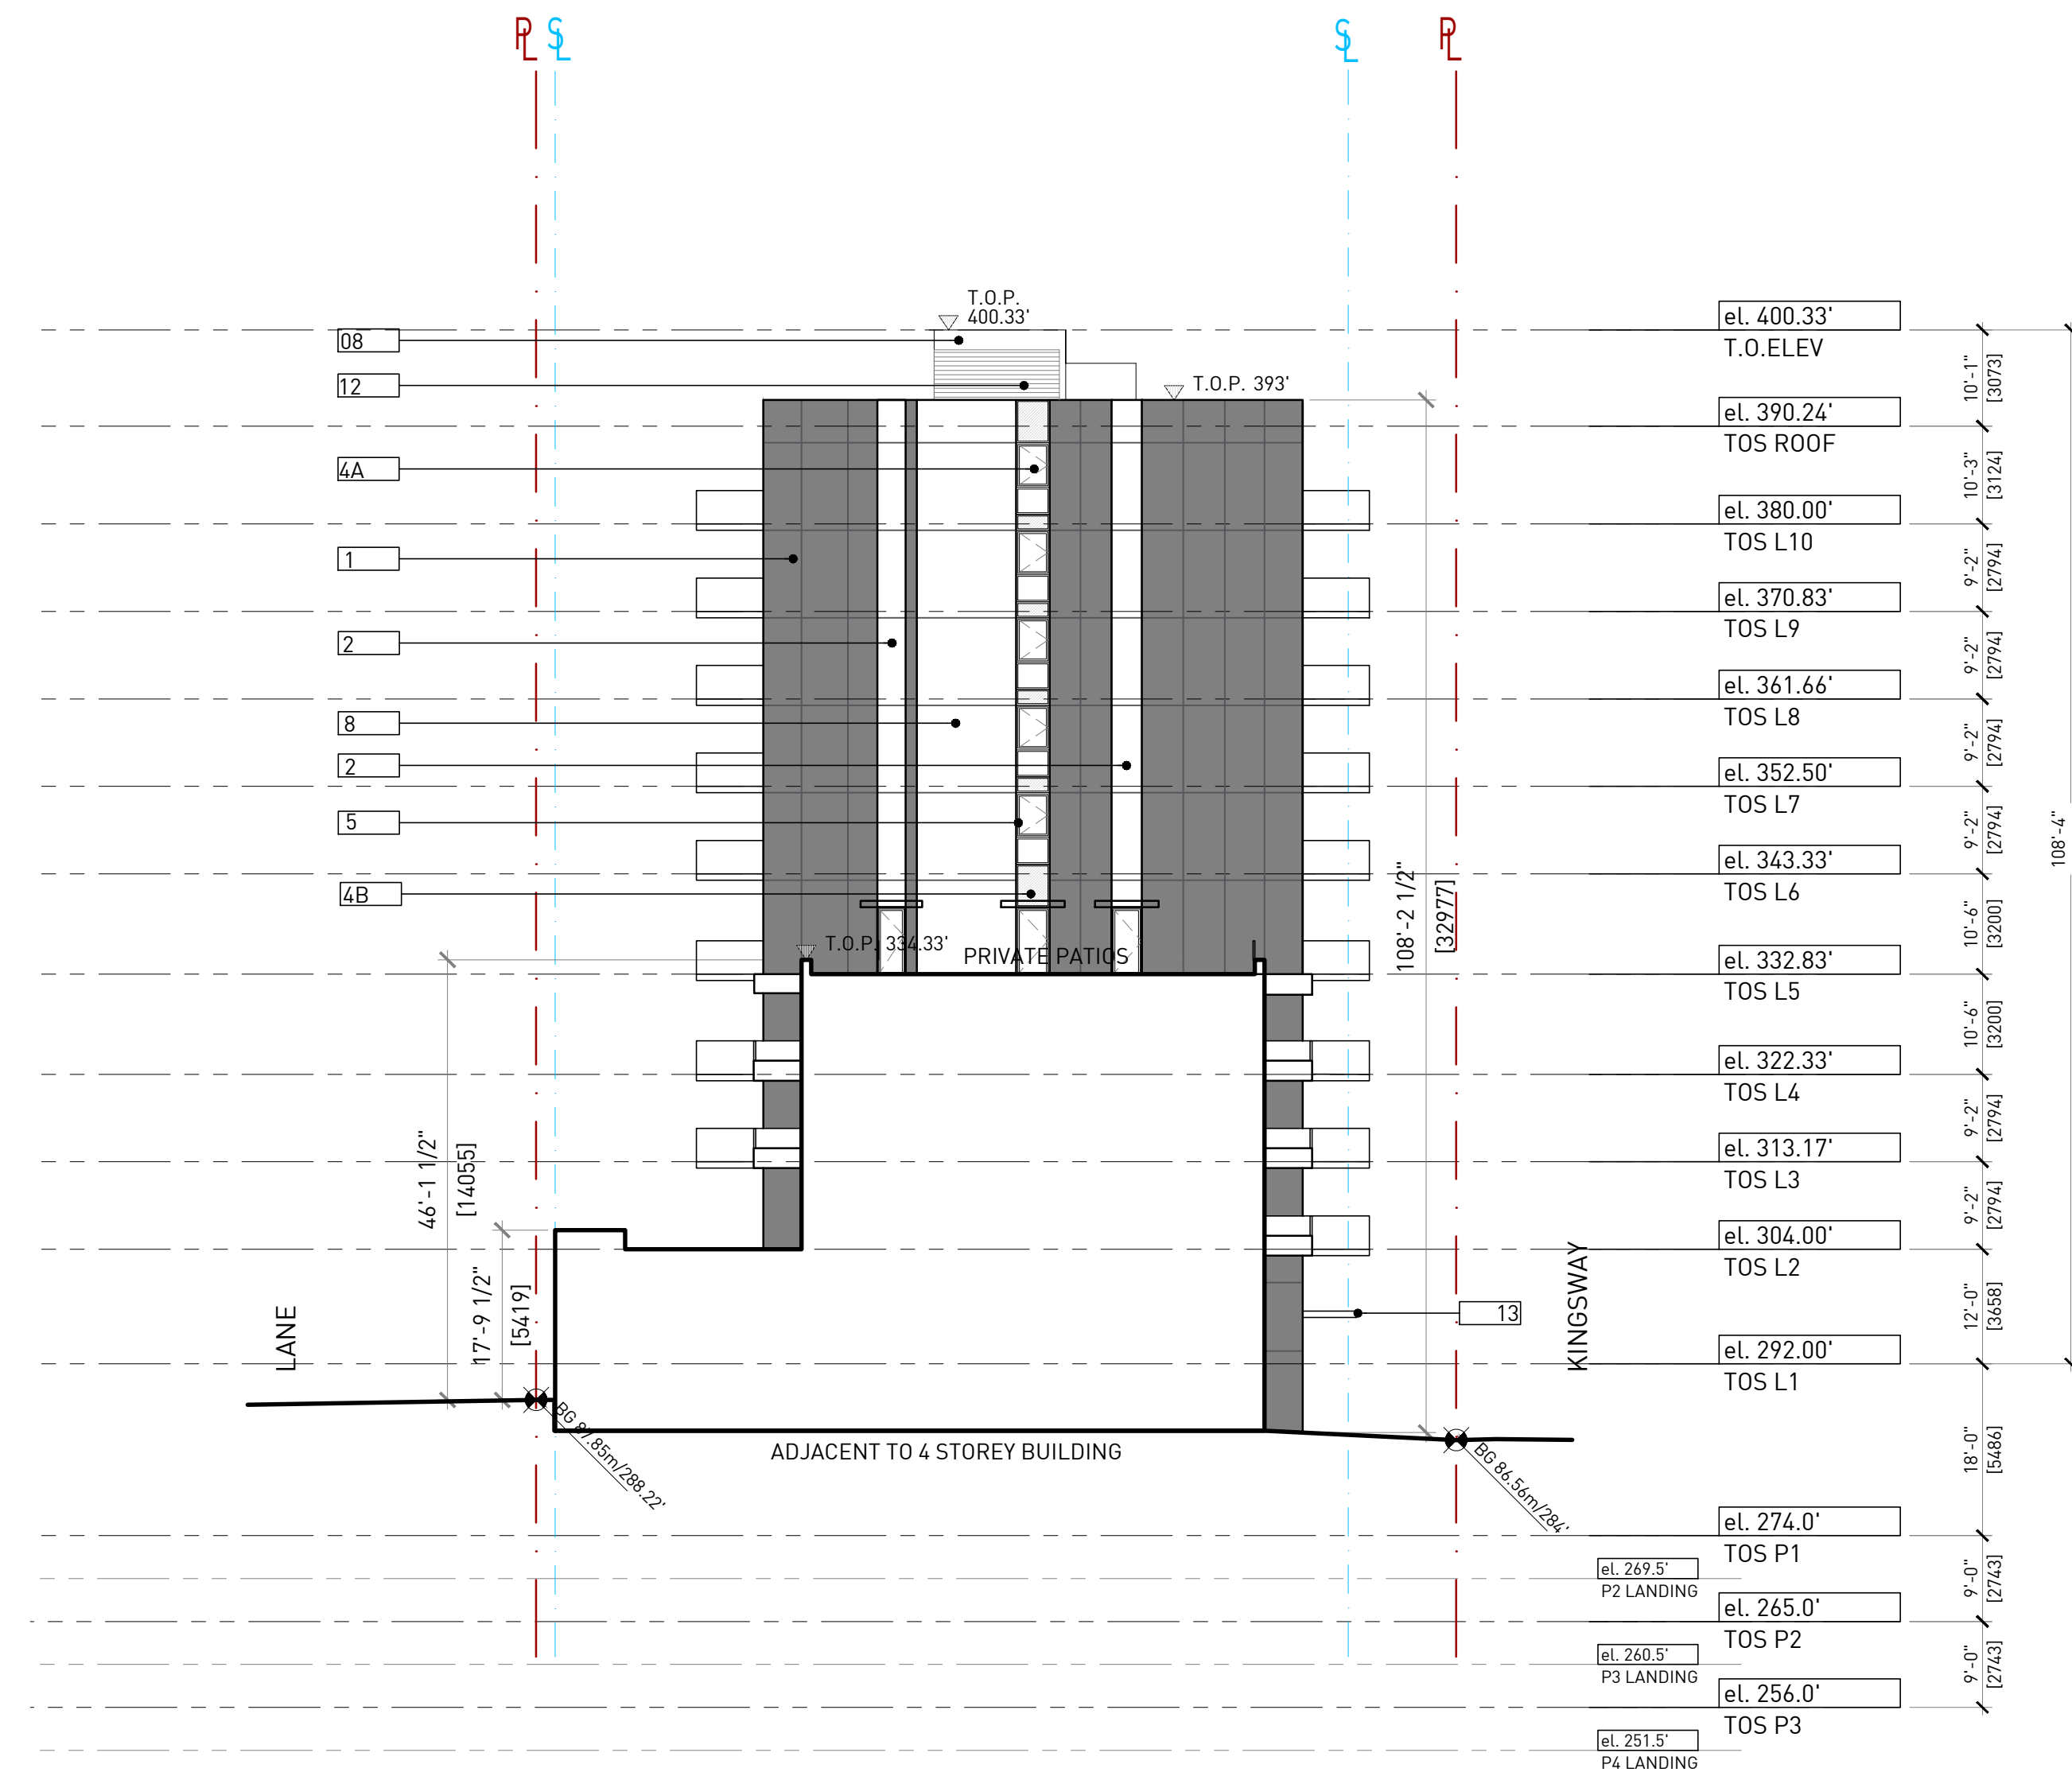 PL
SL
SL
PL
T.O.P.
400.33'
T.O.P. 393'
08
12
4A
1
2
8
2
5
4B
T.O.P. 334.33'
PRIVATE PATIOS
46'-1 1/2"
[14055]
17'-9 1/2"
[5419]
108'-2 1/2"
[32977]
LANE
KINGSWAY
13
BG 87.85m/288.22'
ADJACENT TO 4 STOREY BUILDING
BG 86.56m/284'
el. 400.33'
T.O.ELEV
10'-1"
[3073]
el. 390.24'
TOS ROOF
10'-3"
[3124]
el. 380.00'
TOS L10
9'-2"
[2794]
el. 370.83'
TOS L9
9'-2"
[2794]
el. 361.66'
TOS L8
9'-2"
[2794]
el. 352.50'
TOS L7
9'-2"
[2794]
108'-4"
el. 343.33'
TOS L6
10'-6"
[3200]
el. 332.83'
TOS L5
10'-6"
[3200]
el. 322.33'
TOS L4
9'-2"
[2794]
el. 313.17'
TOS L3
9'-2"
[2794]
el. 304.00'
TOS L2
12'-0"
[3658]
el. 292.00'
TOS L1
18'-0"
[5486]
el. 274.0'
TOS P1
el. 269.5'
P2 LANDING
9'-0"
[2743]
el. 265.0'
TOS P2
el. 260.5'
P3 LANDING
9'-0"
[2743]
el. 256.0'
TOS P3
el. 251.5'
P4 LANDING